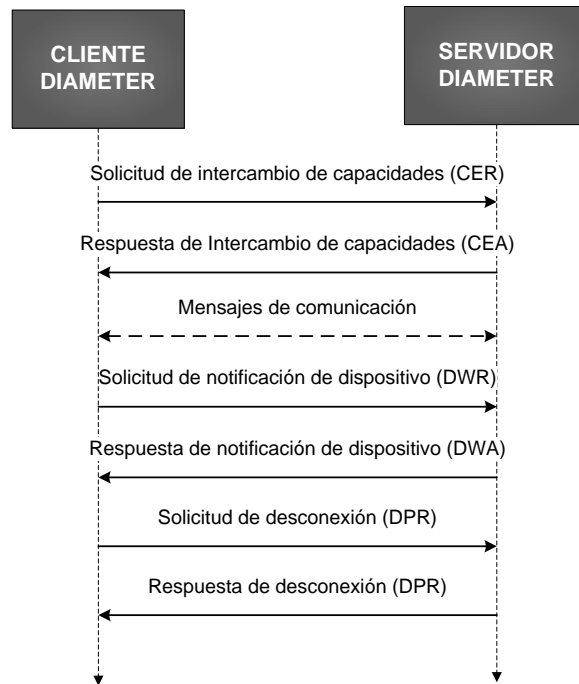 CLIENTE
DIAMETER
SERVIDOR
DIAMETER
Solicitud de intercambio de capacidades (CER)
Respuesta de Intercambio de capacidades (CEA)
Mensajes de comunicación
Solicitud de notificación de dispositivo (DWR)
Respuesta de notificación de dispositivo (DWA)
Solicitud de desconexión (DPR)
Respuesta de desconexión (DPR)